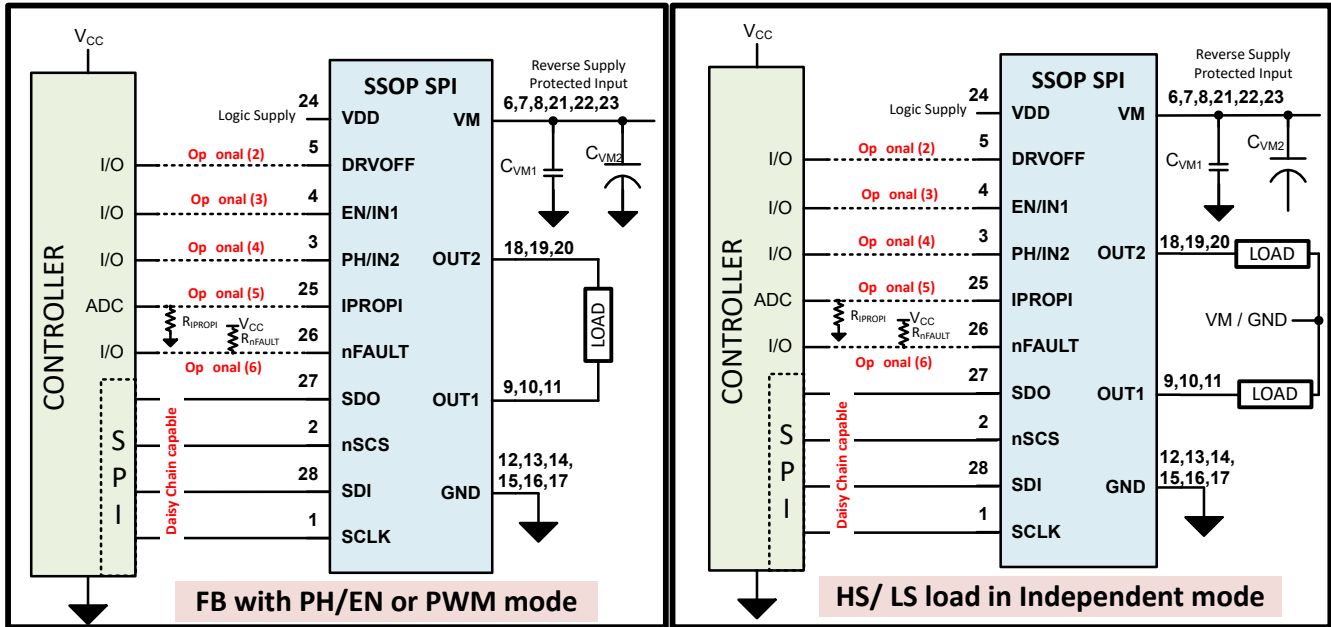 VCC
CONTROLLER
I/O
I/O
I/O
ADC
I/O
SPI
Logic Supply
24
Op onal (2)
5
Op onal (3)
4
Op onal (4)
3
Op onal (5)
25
RIPROPI
VCC
RnFAULT
26
Op onal (6)
27
2
28
1
Daisy Chain capable
SSOP SPI
VDD
VM
DRVOFF
EN/IN1
PH/IN2
OUT2
IPROPI
nFAULT
SDO
OUT1
nSCS
SDI
GND
SCLK
Reverse Supply
Protected Input
6,7,8,21,22,23
CVM1
CVM2
18,19,20
LOAD
9,10,11
12,13,14,
15,16,17
FB with PH/EN or PWM mode
VCC
CONTROLLER
I/O
I/O
I/O
ADC
I/O
SPI
Logic Supply
24
Op onal (2)
5
Op onal (3)
4
Op onal (4)
3
Op onal (5)
25
RIPROPI
VCC
RnFAULT
26
Op onal (6)
27
2
28
1
Daisy Chain capable
SSOP SPI
VDD
VM
DRVOFF
EN/IN1
PH/IN2
OUT2
IPROPI
nFAULT
SDO
OUT1
nSCS
SDI
GND
SCLK
Reverse Supply
Protected Input
6,7,8,21,22,23
CVM1
CVM2
18,19,20
LOAD
VM / GND
9,10,11
LOAD
12,13,14,
15,16,17
HS/ LS load in Independent mode